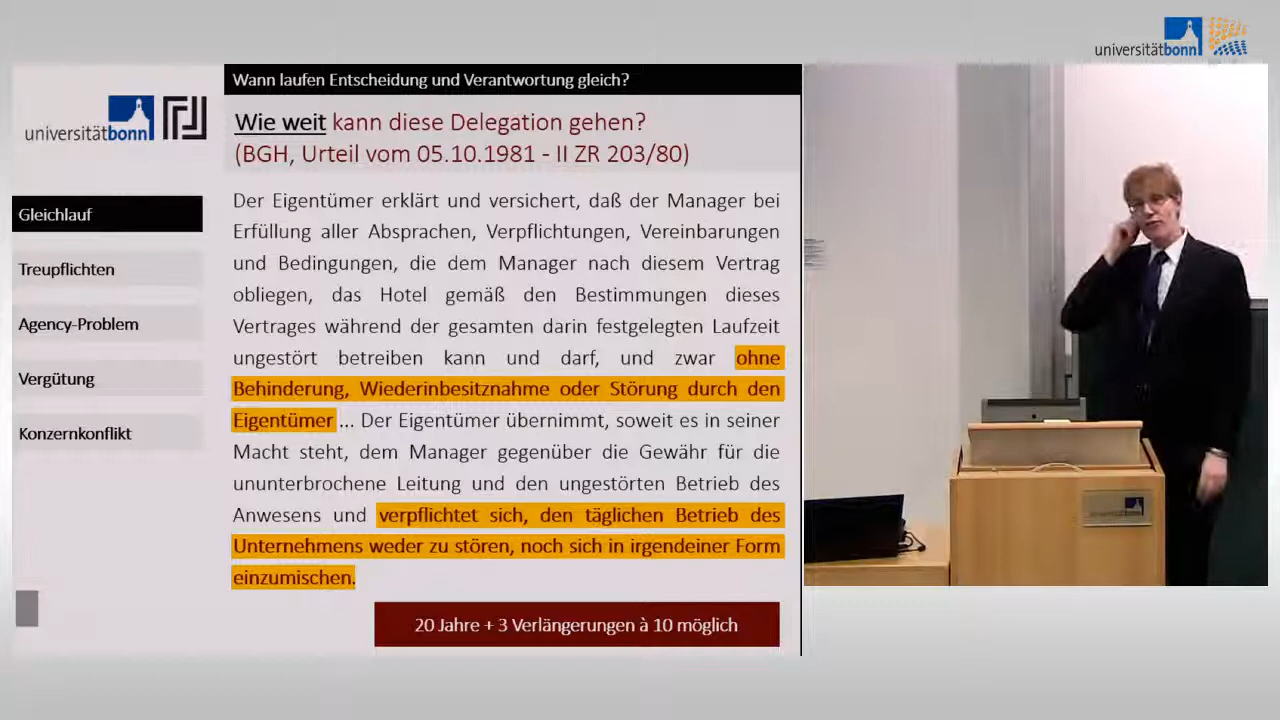 universitätbonn
Wann laufen Entscheidung und Verantwortung gleich?
universitätbonn
Wie weit kann diese Delegation gehen?
(BGH, Urteil vom 05.10.1981 - II ZR 203/80)
Gleichlauf
Treupflichten
Agency-Problem
Vergütung
Konzernkonflikt
Der Eigentümer erklärt und versichert, daß der Manager bei
Erfüllung aller Absprachen, Verpflichtungen, Vereinbarungen
und Bedingungen, die dem Manager nach diesem Vertrag
obliegen, das Hotel gemäß den Bestimmungen dieses
Vertrages während der gesamten darin festgelegten Laufzeit
ungestört betreiben kann und darf, und zwar ohne
Behinderung, Wiederinbesitznahme oder Störung durch den
Eigentümer ... Der Eigentümer übernimmt, soweit es in seiner
Macht steht, dem Manager gegenüber die Gewähr für die
ununterbrochene Leitung und den ungestörten Betrieb des
Anwesens und verpflichtet sich, den täglichen Betrieb des
Unternehmens weder zu stören, noch sich in irgendeiner Form
einzumischen.
20 Jahre + 3 Verlängerungen à 10 möglich